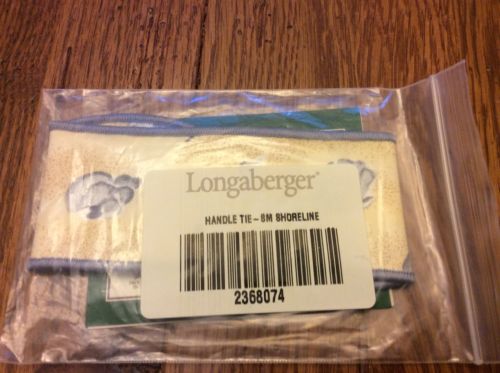 Longaberger®
HANDLE TIE - SM SHORELINE
2368074